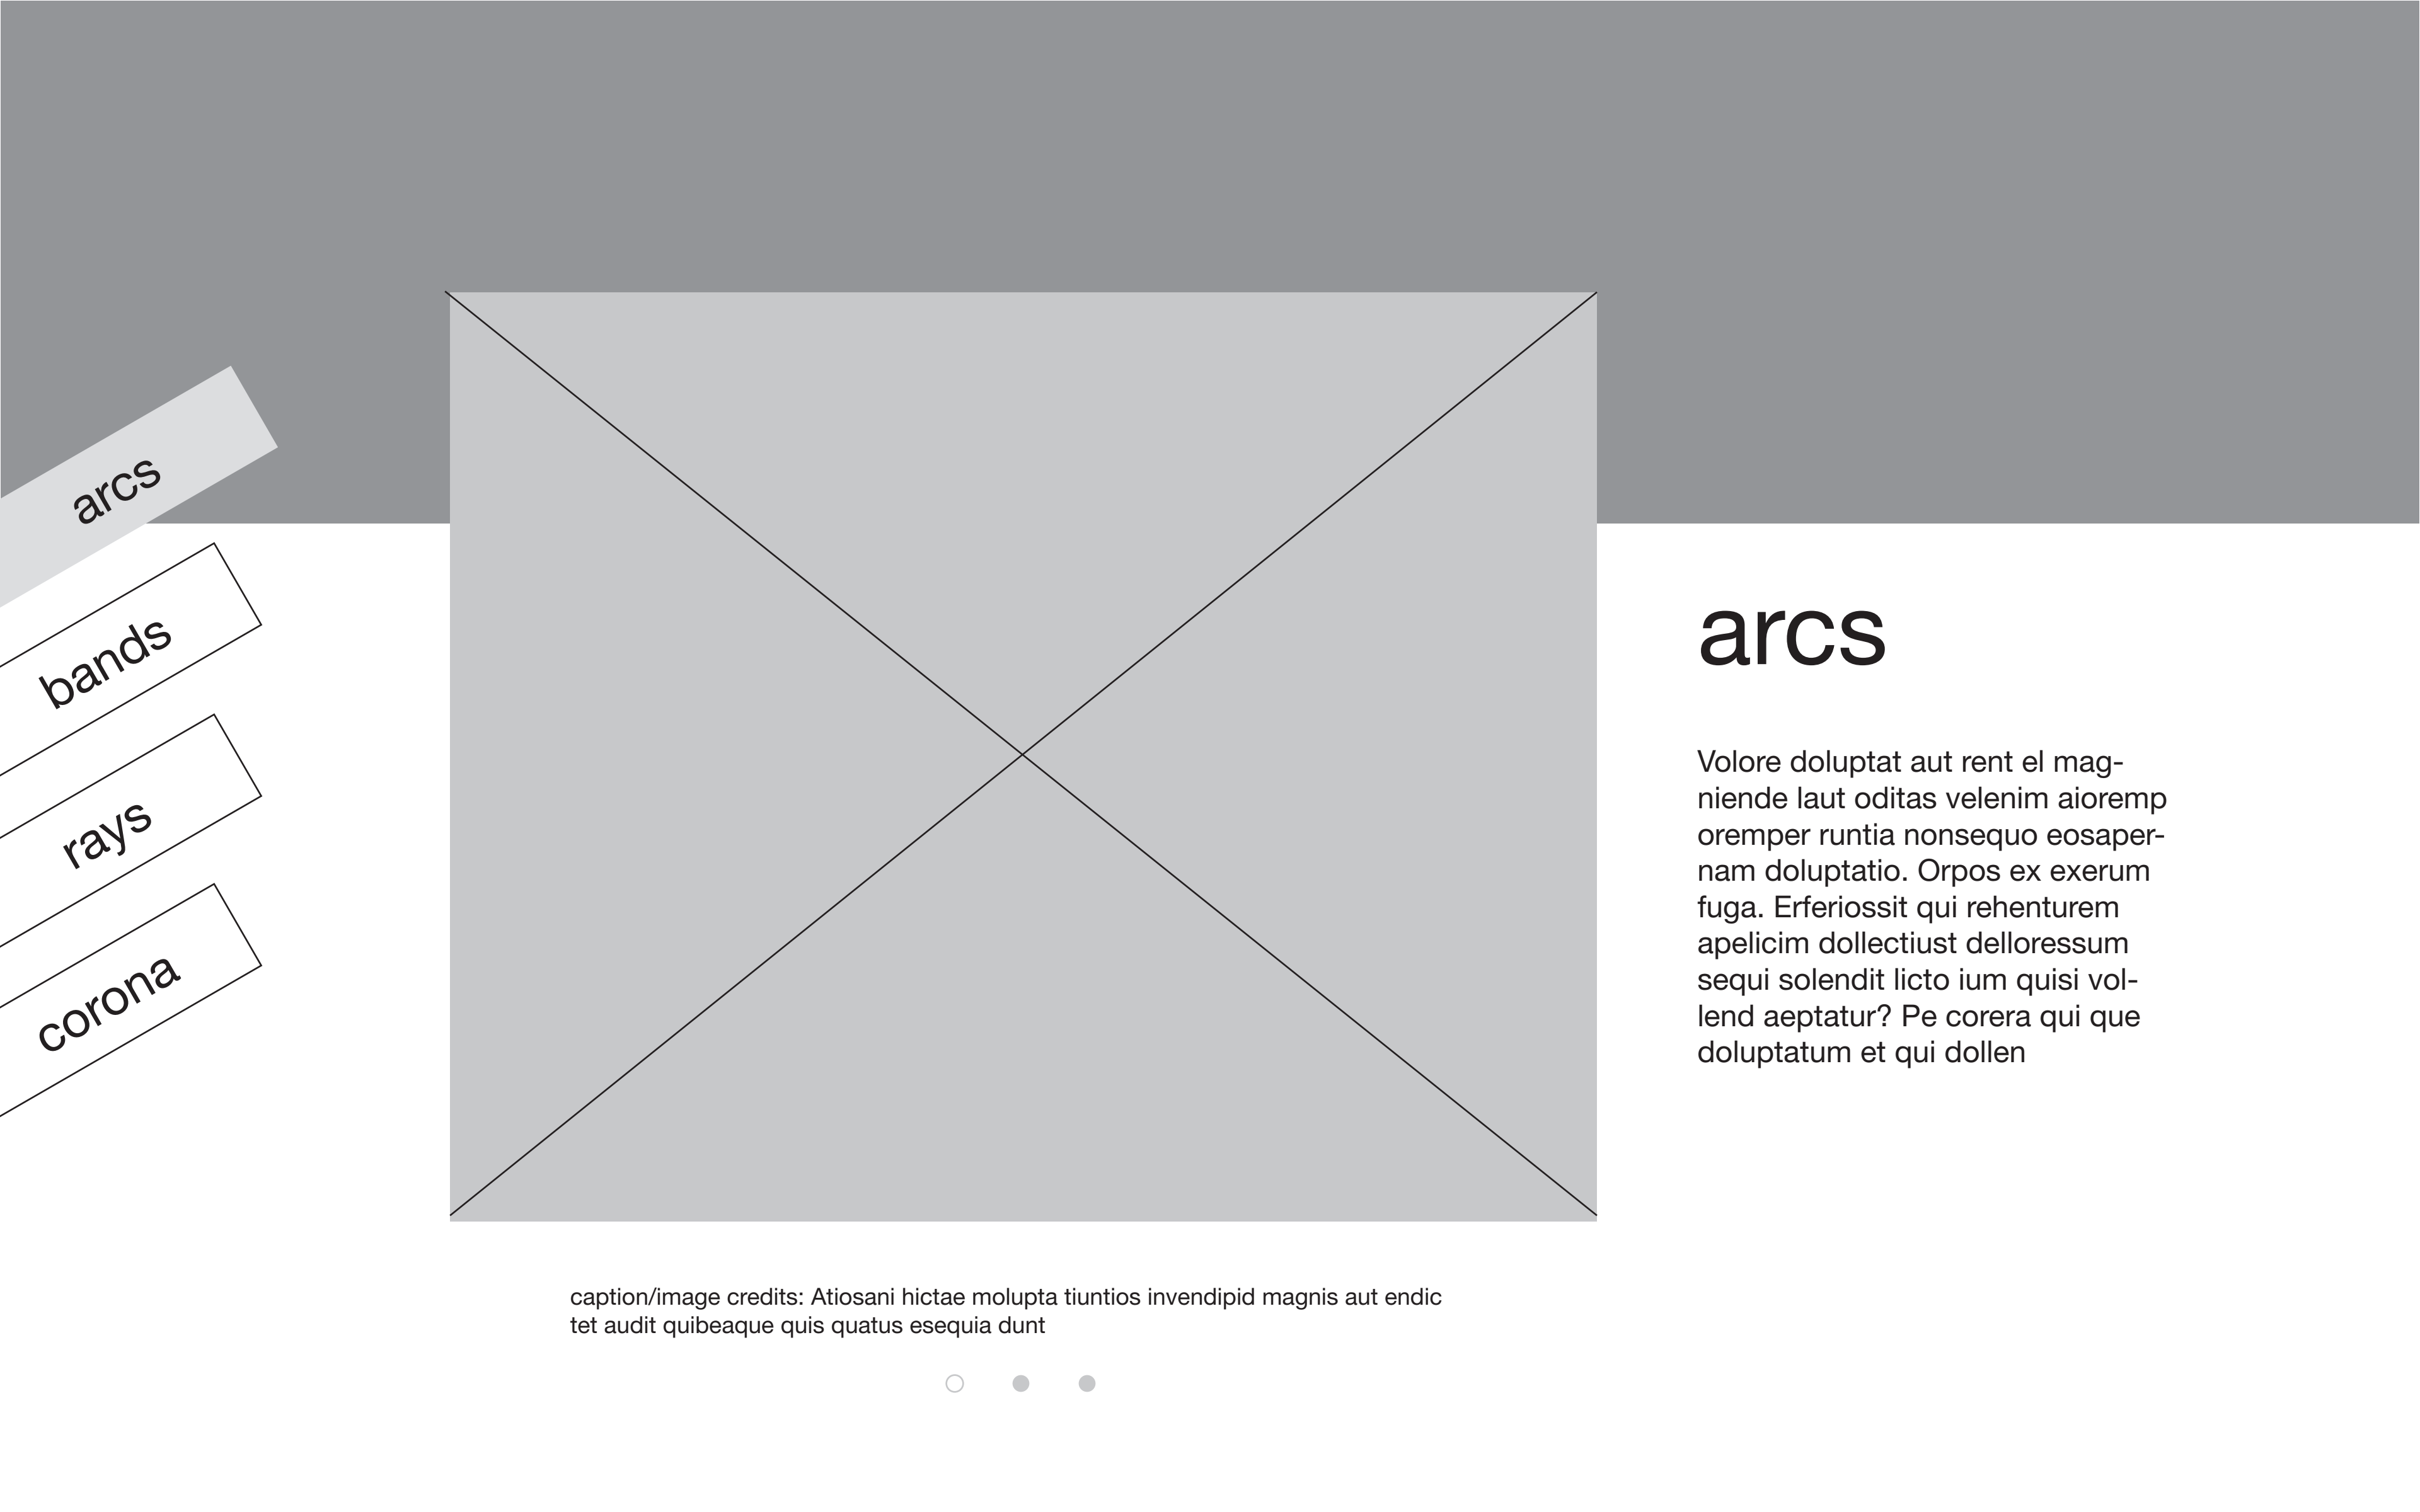 arcs
bands
rays
corona
arcs
Volore doluptat aut rent el mag-
niende laut oditas velenim aioremp
oremper runtia nonsequo eosaper-
nam doluptatio. Orpos ex exerum
fuga. Erferiossit qui rehenturem
apelicim dollectiust delloressum
sequi solendit licto ium quisi vol-
lend aeptatur? Pe corera qui que
doluptatum et qui dollen
caption/image credits: Atiosani hictae molupta tiuntios invendipid magnis aut endic
tet audit quibeaque quis quatus esequia dunt